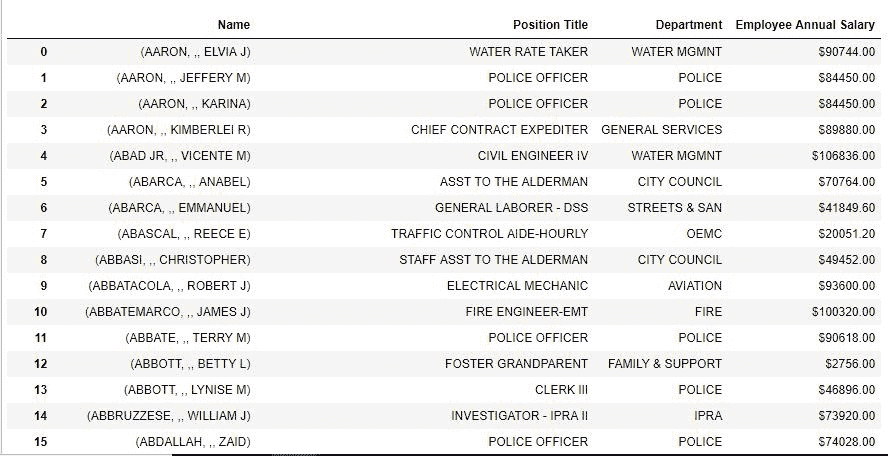 Name Position Title Department Employee Annual Salary
0 (AARON, ,, ELVIA J) WATER RATE TAKER WATER MGMNT $90744.00
1 (AARON, ,, JEFFERY M) POLICE OFFICER POLICE $84450.00
2 (AARON, ,, KARINA) POLICE OFFICER POLICE $84450.00
3 (AARON, ,, KIMBERLEI R) CHIEF CONTRACT EXPEDITER GENERAL SERVICES $89880.00
4 (ABAD JR, ,, VICENTE M) CIVIL ENGINEER IV WATER MGMNT $106836.00
5 (ABARCA, ,, ANABEL) ASST TO THE ALDERMAN CITY COUNCIL $70764.00
6 (ABARCA, ,, EMMANUEL) GENERAL LABORER - DSS STREETS & SAN $41849.60
7 (ABASCAL, ,, REECE E) TRAFFIC CONTROL AIDE-HOURLY OEMC $20051.20
8 (ABBASI, ,, CHRISTOPHER) STAFF ASST TO THE ALDERMAN CITY COUNCIL $49452.00
9 (ABBATACOLA, ,, ROBERT J) ELECTRICAL MECHANIC AVIATION $93600.00
10 (ABBATEMARCO, ,, JAMES J) FIRE ENGINEER-EMT FIRE $100320.00
11 (ABBATE, ,, TERRY M) POLICE OFFICER POLICE $90618.00
12 (ABBOTT, ,, BETTY L) FOSTER GRANDPARENT FAMILY & SUPPORT $2756.00
13 (ABBOTT, ,, LYNISE M) CLERK III POLICE $46896.00
14 (ABBRUZZESE, ,, WILLIAM J) INVESTIGATOR - IPRA II IPRA $73920.00
15 (ABDALLAH, ,, ZAID) POLICE OFFICER POLICE $74028.00